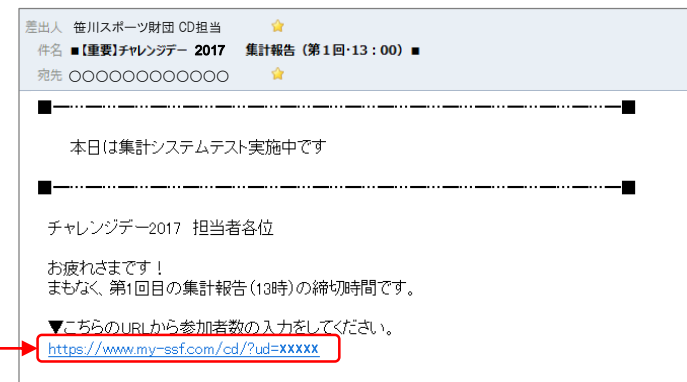 差出人 笹川スポーツ財団 CD担当
件名 ■【重要】チャレンジデー 2017 集計報告（第1回・13：00）■
宛先 ○○○○○○○○○○○○
■―…―…―…―…―…―…―…―…―…―…―■
本日は集計システムテスト実施中です
■―…―…―…―…―…―…―…―…―…―…―■
チャレンジデー2017 担当者各位
お疲れさまです！
まもなく、第1回目の集計報告(13時)の締切時間です。
▼こちらのURLから参加者数の入力をしてください。
https://www.my-ssf.com/cd/?ud=xxxxx